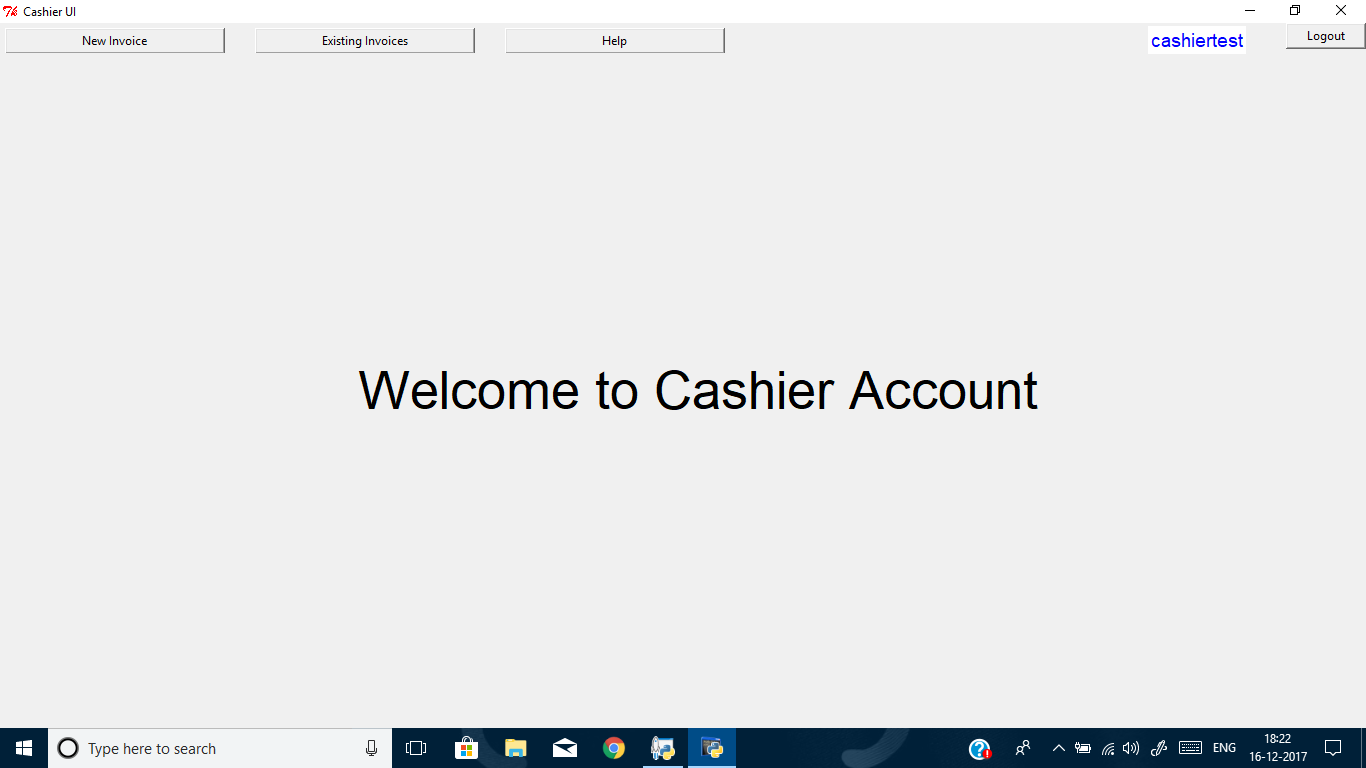 Cashier UI
New Invoice
Existing Invoices
Help
cashiertest
Logout
Welcome to Cashier Account
Type here to search
ENG
18:22
16-12-2017